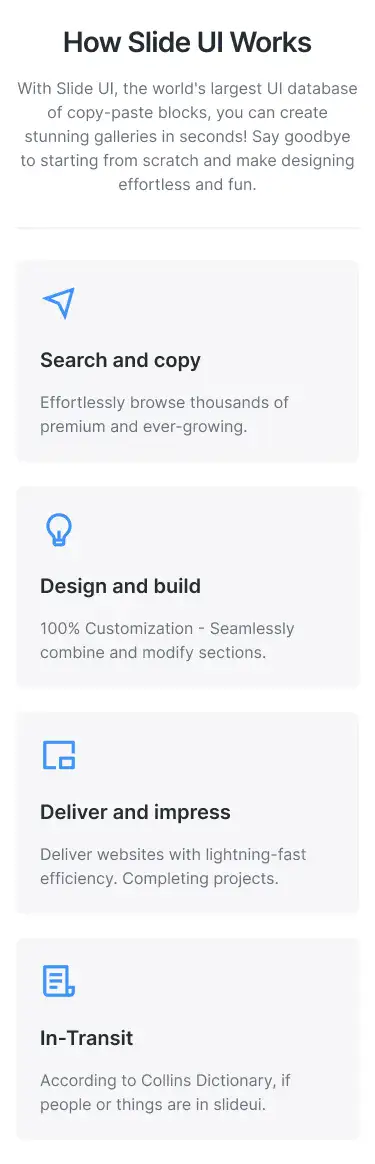 How Slide UI Works
With Slide UI, the world's largest UI database
of copy-paste blocks, you can create
stunning galleries in seconds! Say goodbye
to starting from scratch and make designing
effortless and fun.
Search and copy
Effortlessly browse thousands of
premium and ever-growing.
Design and build
100% Customization - Seamlessly
combine and modify sections.
Deliver and impress
Deliver websites with lightning-fast
efficiency. Completing projects.
In-Transit
According to Collins Dictionary, if
people or things are in slideui.